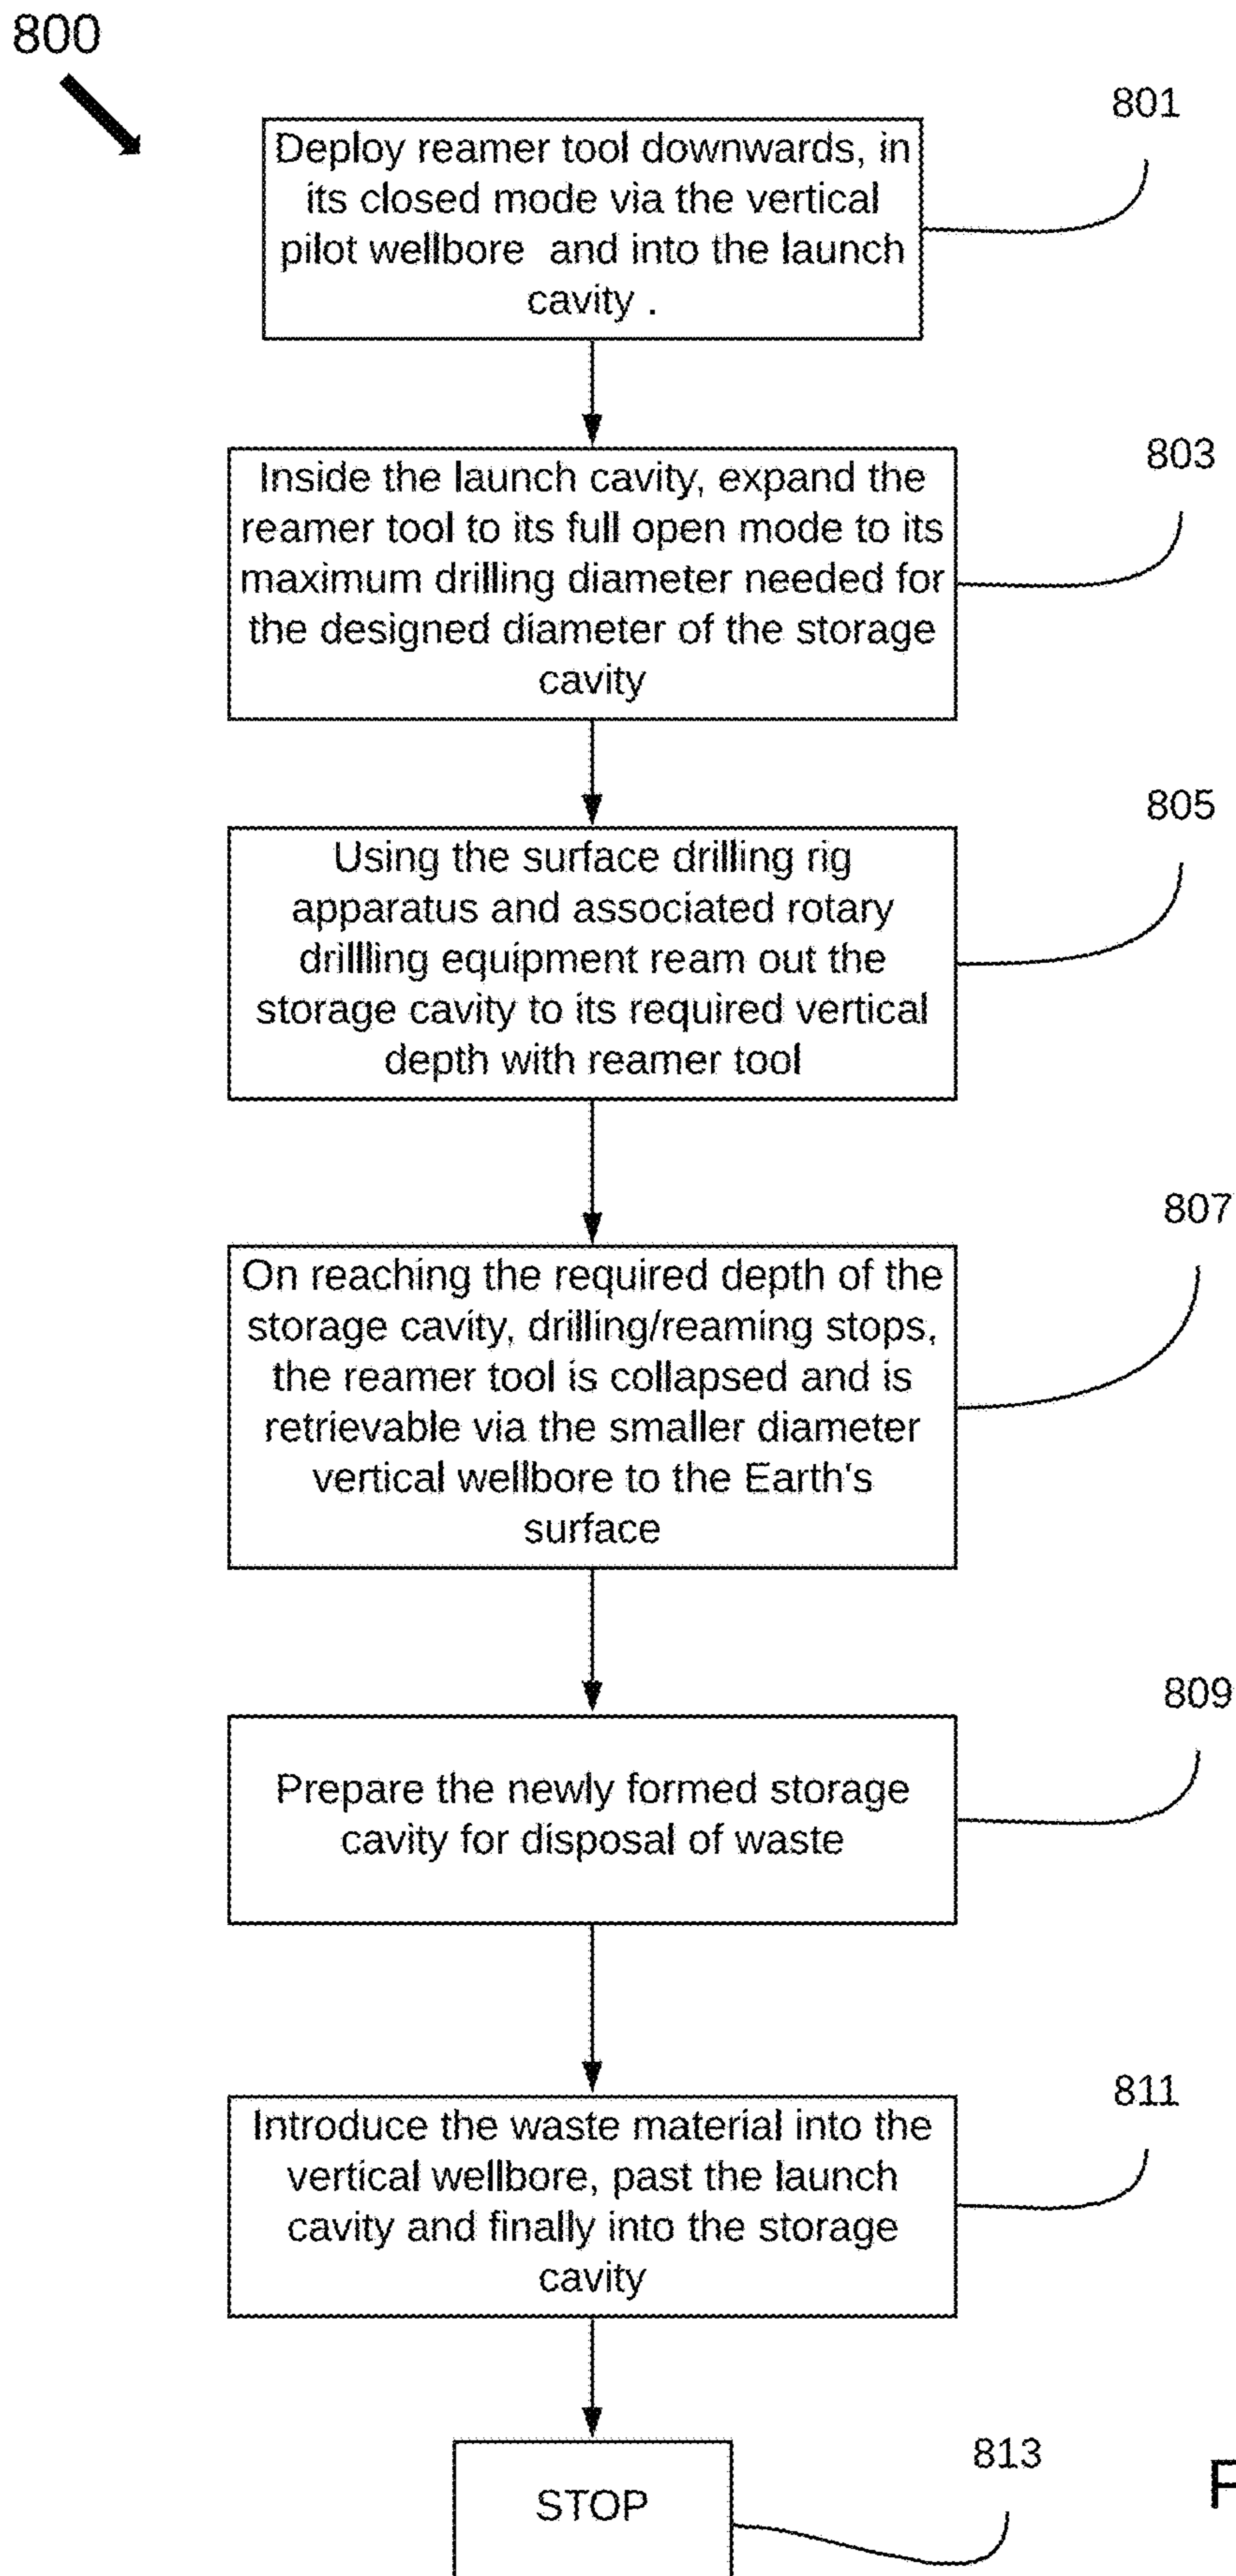 800
801
Deploy reamer tool downwards, in
its closed mode via the vertical
pilot wellbore and into the launch
cavity .
803
Inside the launch cavity, expand the
reamer tool to its full open mode to its
maximum drilling diameter needed for
the designed diameter of the storage
cavity
805
Using the surface drilling rig
apparatus and associated rotary
drillling equipment ream out the
storage cavity to its required vertical
depth with reamer tool
807
On reaching the required depth of the
storage cavity, drilling/reaming stops,
the reamer tool is collapsed and is
retrievable via the smaller diameter
vertical wellbore to the Earth's
surface
809
Prepare the newly formed storage
cavity for disposal of waste
811
Introduce the waste material into the
vertical wellbore, past the launch
cavity and finally into the storage
cavity
813
STOP